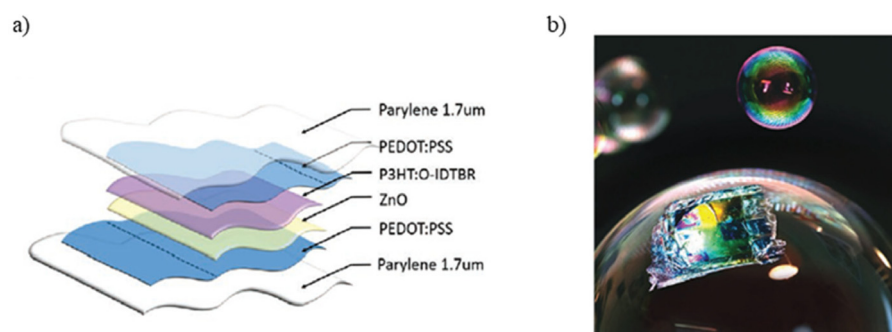 a)
b)
Parylene 1.7um
PEDOT:PSS
P3HT:O-IDTBR
ZnO
PEDOT:PSS
Parylene 1.7um